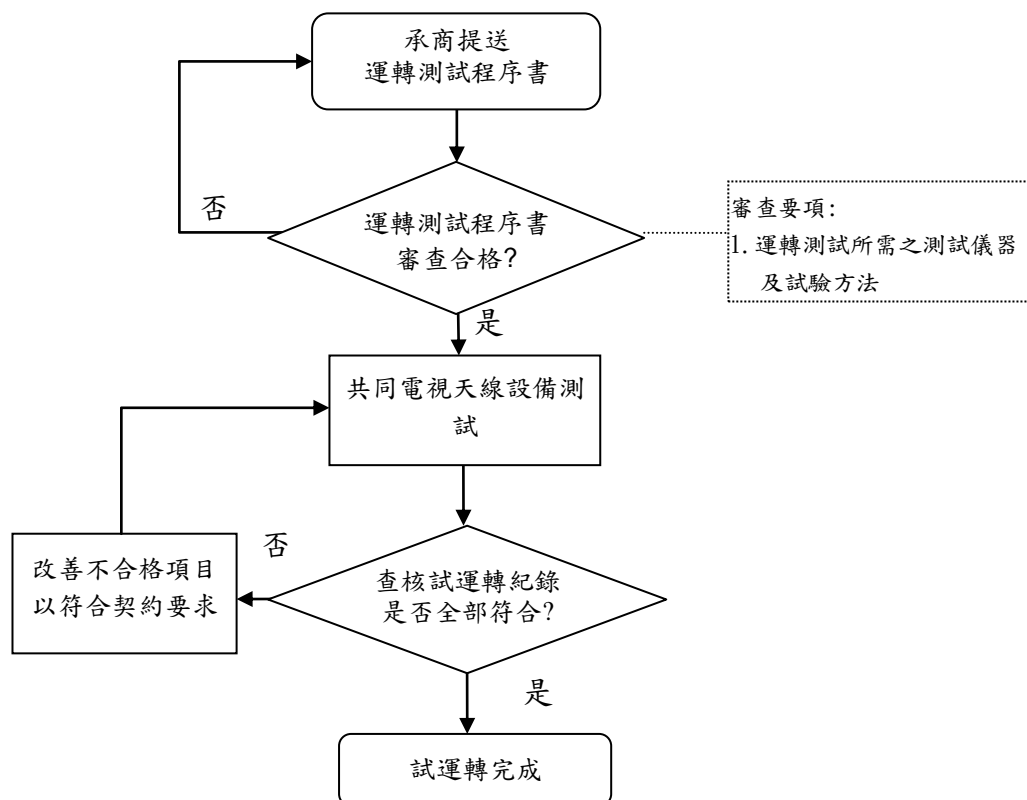 承商提送
運轉測試程序書
否
運轉測試程序書
審查合格?
審查要項:
1. 運轉測試所需之測試儀器
及試驗方法
是
共同電視天線設備測
試
否
改善不合格項目
以符合契約要求
查核試運轉紀錄
是否全部符合?
是
試運轉完成